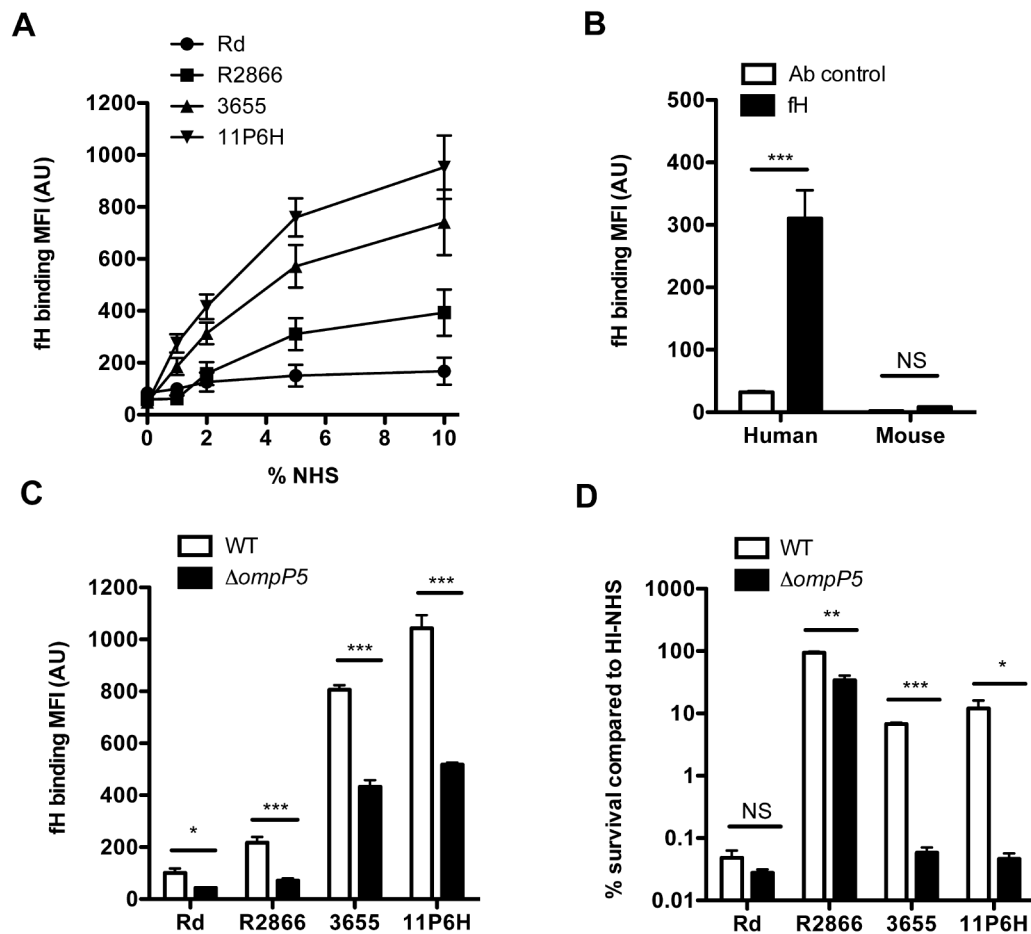 A
Rd
R2866
3655
11P6H
1200
1000
800
600
400
200
0
fH binding MFI (AU)
0 2 4 6 8 10
% NHS
B
Ab control
fH
500
400
300
200
100
0
fH binding MFI (AU)
***
NS
Human Mouse
C
WT
ΔompP5
1200
1000
800
600
400
200
0
fH binding MFI (AU)
*
***
***
***
Rd R2866 3655 11P6H
D
WT
ΔompP5
1000
100
10
1
0.1
0.01
% survival compared to HI-NHS
NS
**
***
*
Rd R2866 3655 11P6H